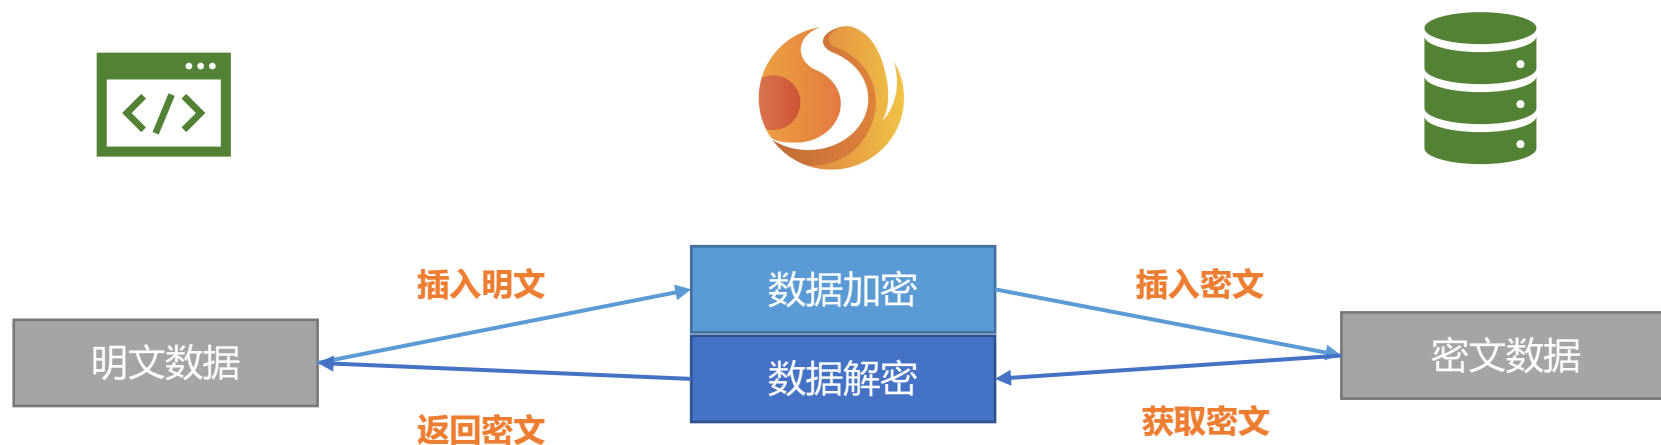 </>
插入明文
数据加密
插入密文
明文数据
密文数据
数据解密
返回密文
获取密文